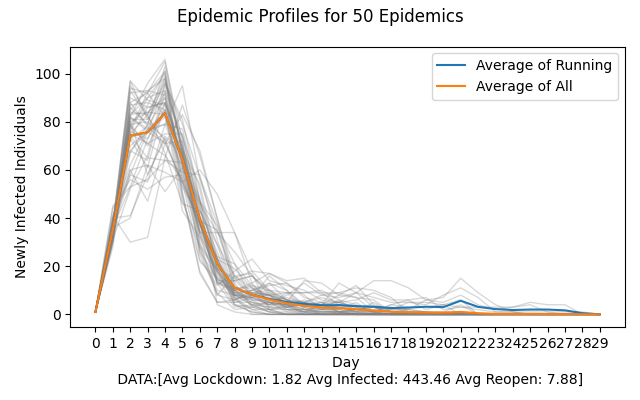 Epidemic Profiles for 50 Epidemics
Newly Infected Individuals
100
80
60
40
20
0
Average of Running
Average of All
0 1 2 3 4 5 6 7 8 9 10 11 12 13 14 15 16 17 18 19 20 21 22 23 24 25 26 27 28 29
Day
DATA:[Avg Lockdown: 1.82 Avg Infected: 443.46 Avg Reopen: 7.88]